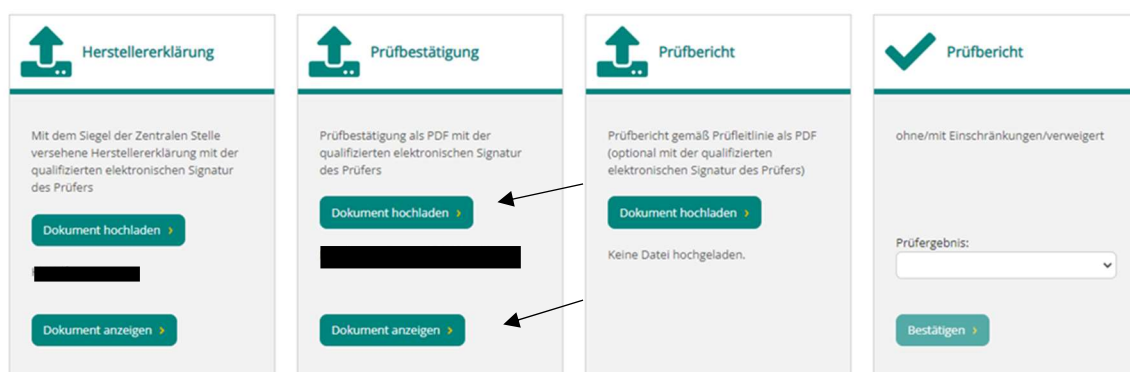 Herstellererklärung
Mit dem Siegel der Zentralen Stelle
versehene Herstellererklärung mit der
qualifizierten elektronischen Signatur
des Prüfers
Dokument hochladen ›
Dokument anzeigen ›
Prüfbestätigung
Prüfbestätigung als PDF mit der
qualifizierten elektronischen Signatur
des Prüfers
Dokument hochladen ›
Dokument anzeigen ›
Prüfbericht
Prüfbericht gemäß Prüfleitlinie als PDF
(optional mit der qualifizierten
elektronischen Signatur des Prüfers)
Dokument hochladen ›
Keine Datei hochgeladen.
Prüfbericht
ohne/mit Einschränkungen/verweigert
Prüfergebnis:
Bestätigen ›